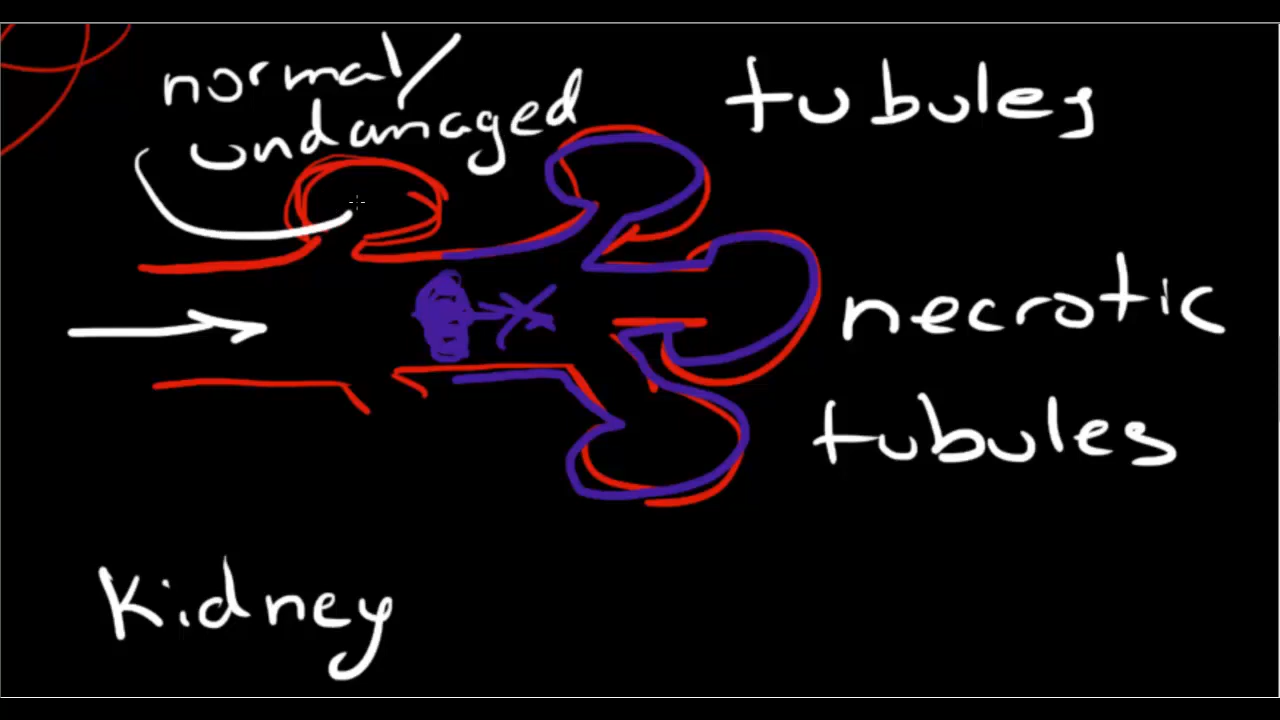 normal/
undamaged
tubules
necrotic
tubules
Kidney